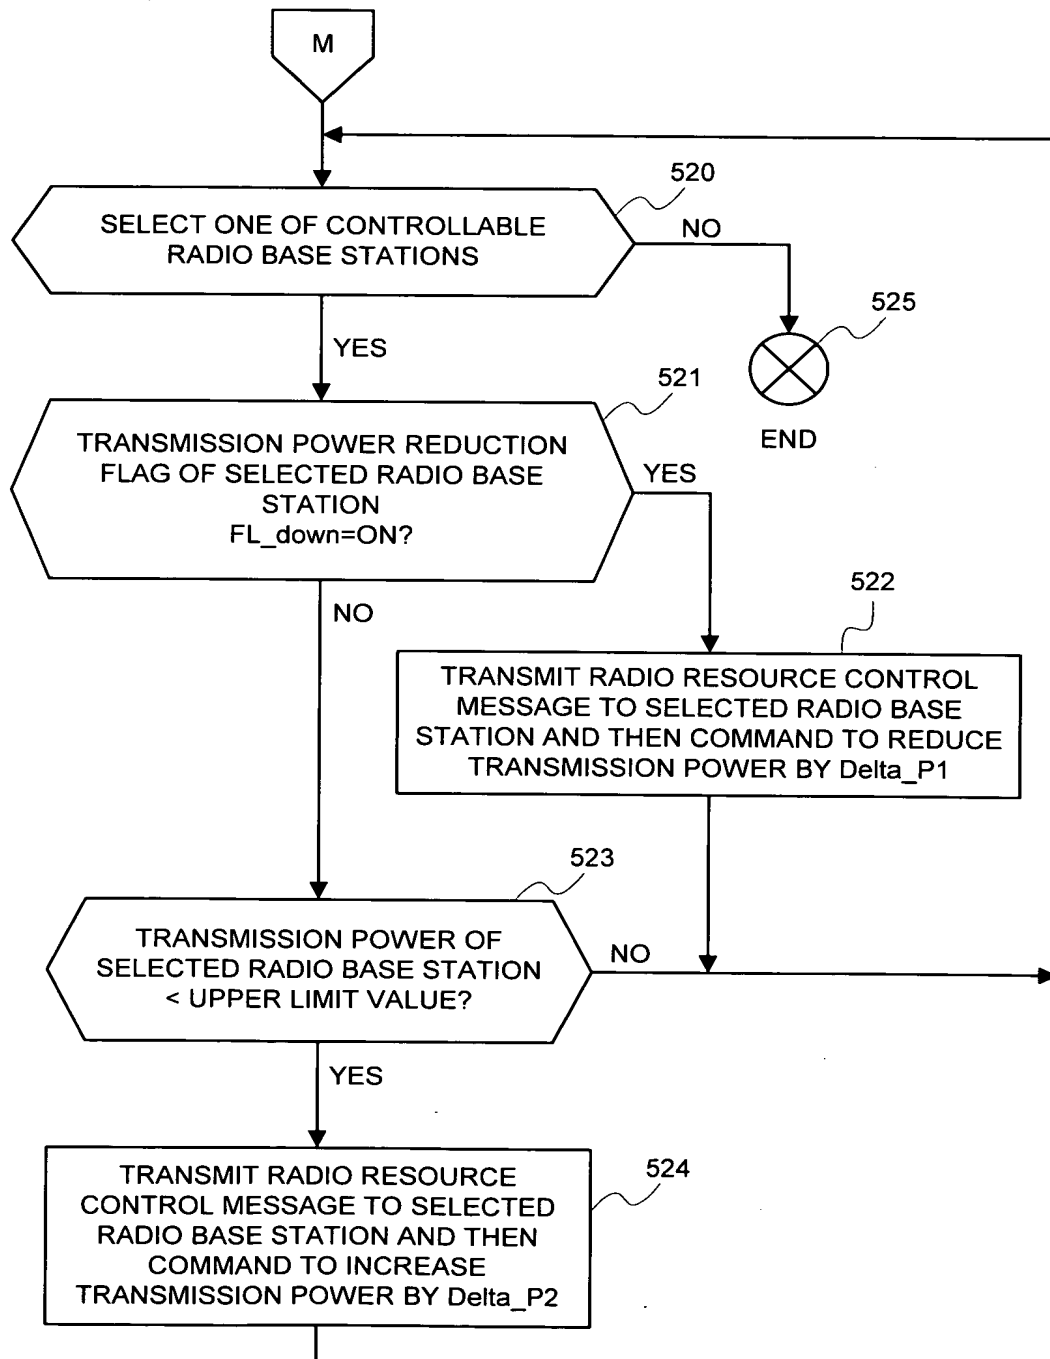 M
520
SELECT ONE OF CONTROLLABLE
RADIO BASE STATIONS
NO
525
YES
END
521
TRANSMISSION POWER REDUCTION
FLAG OF SELECTED RADIO BASE
STATION
FL_down=ON?
YES
NO
522
TRANSMIT RADIO RESOURCE CONTROL
MESSAGE TO SELECTED RADIO BASE
STATION AND THEN COMMAND TO REDUCE
TRANSMISSION POWER BY Delta_P1
523
TRANSMISSION POWER OF
SELECTED RADIO BASE STATION
< UPPER LIMIT VALUE?
NO
YES
524
TRANSMIT RADIO RESOURCE
CONTROL MESSAGE TO SELECTED
RADIO BASE STATION AND THEN
COMMAND TO INCREASE
TRANSMISSION POWER BY Delta_P2